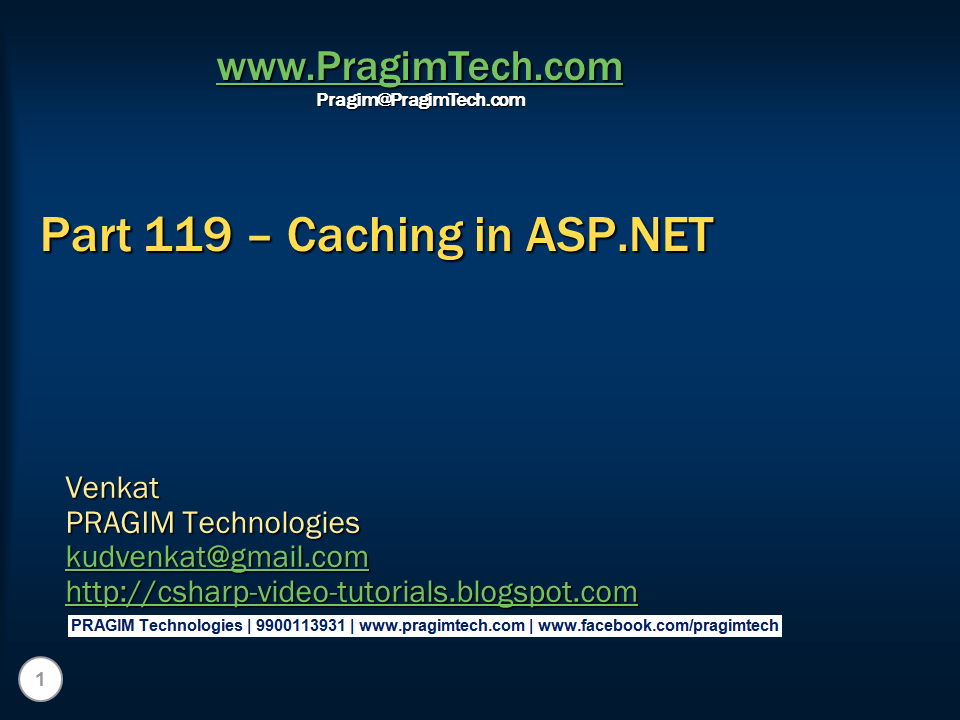 www.PragimTech.com
Pragim@PragimTech.com
Part 119 – Caching in ASP.NET
Venkat
PRAGIM Technologies
kudvenkat@gmail.com
http://csharp-video-tutorials.blogspot.com
PRAGIM Technologies | 9900113931 | www.pragimtech.com | www.facebook.com/pragimtech
1